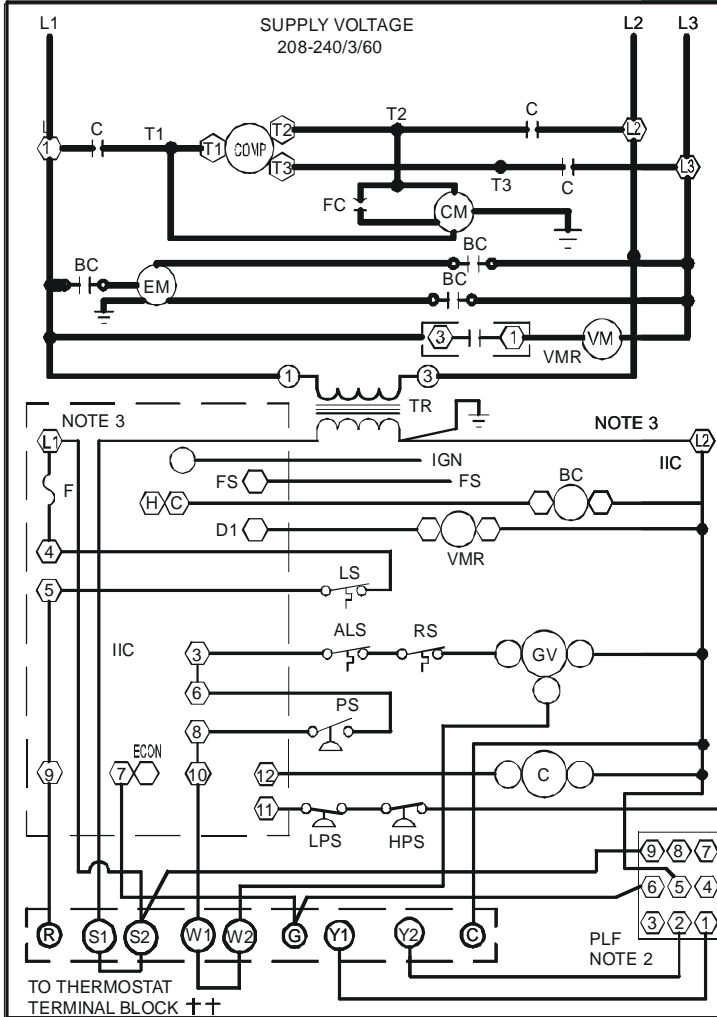 L1
SUPPLY VOLTAGE
208-240/3/60
L2
L3
L
1
C
T1
T1
COMP
T2
T3
T2
C
L2
T3
C
L3
FC
CM
BC
EM
BC
BC
3
1
VMR
VM
1
3
TR
NOTE 3
NOTE 3
L1
L2
IIC
F
IGN
FS
FS
H
C
BC
D1
VMR
4
5
LS
IIC
3
ALS
RS
GV
6
8
PS
ECON
9
7
10
12
C
11
LPS
HPS
9 8 7
6 5 4
3 2 1
R
S1
S2
W1
W2
G
Y1
Y2
C
PLF
NOTE 2
TO THERMOSTAT
TERMINAL BLOCK ††